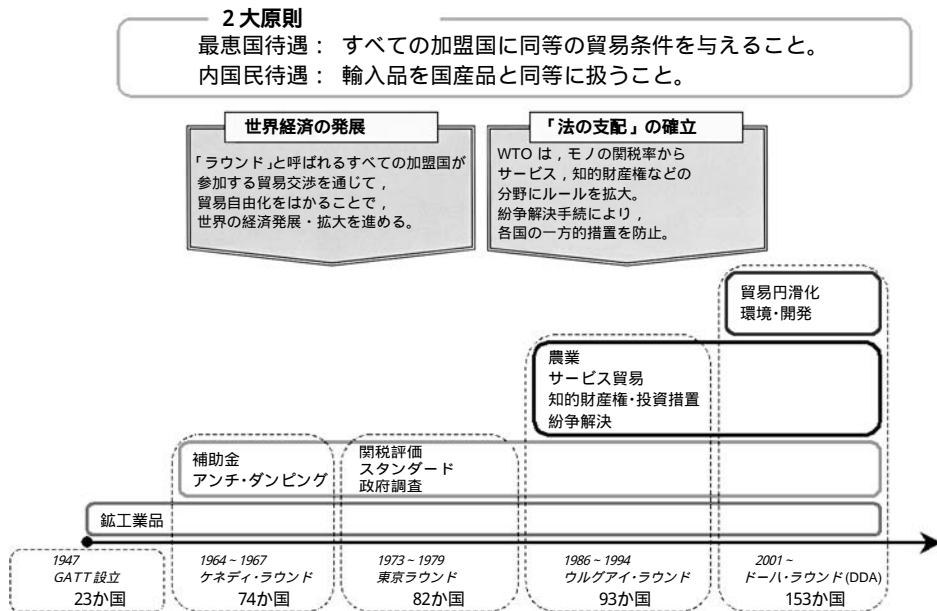 2大原則
最恵国待遇： すべての加盟国に同等の貿易条件を与えること。
内国民待遇： 輸入品を国産品と同等に扱うこと。
世界経済の発展
「ラウンド」と呼ばれるすべての加盟国が
参加する貿易交渉を通じて，
貿易自由化をはかることで，
世界の経済発展・拡大を進める。
「法の支配」の確立
WTO は，モノの関税率から
サービス，知的財産権などの
分野にルールを拡大。
紛争解決手続により，
各国の一方的措置を防止。
貿易円滑化
環境・開発
農業
サービス貿易
知的財産権・投資措置
紛争解決
補助金
アンチ・ダンピング
関税評価
スタンダード
政府調査
鉱工業品
1947
GATT 設立
23か国
1964～1967
ケネディ・ラウンド
74か国
1973～1979
東京ラウンド
82か国
1986～1994
ウルグアイ・ラウンド
93か国
2001～
ドーハ・ラウンド(DDA)
153か国